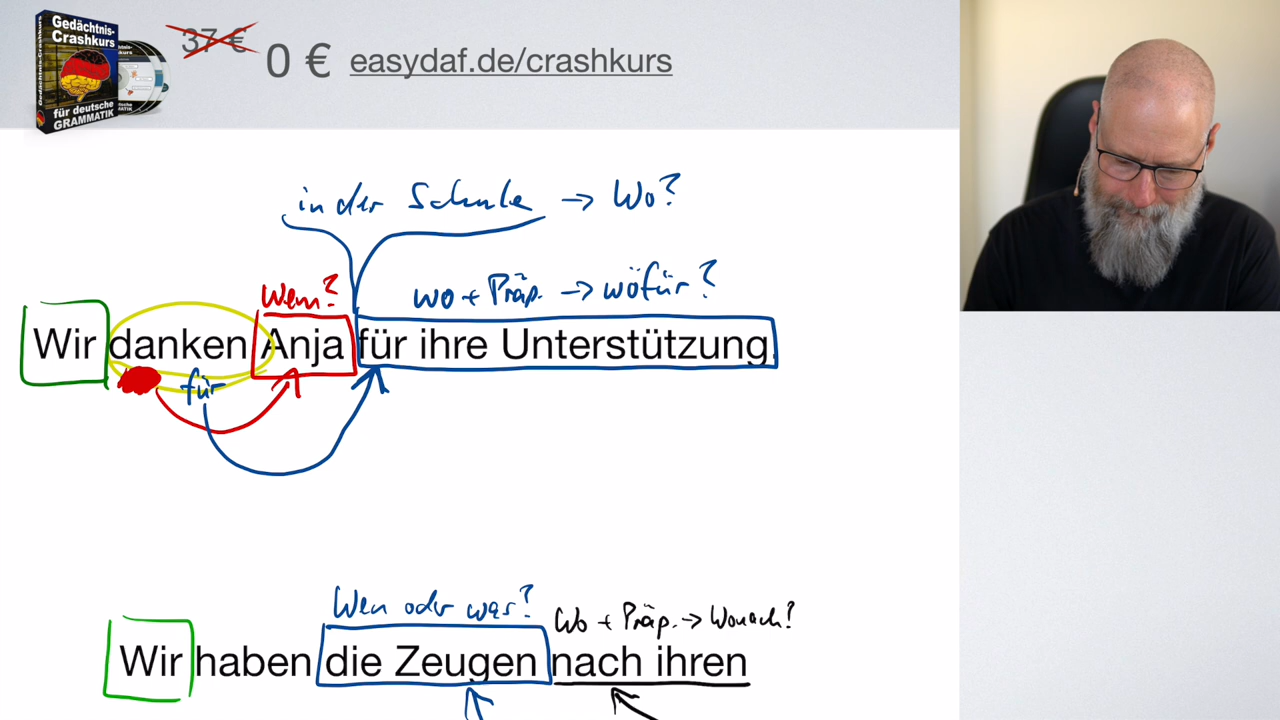 Gedächtnis-
Crashkurs
für deutsche
GRAMMATIK
37 €
0 € easydaf.de/crashkurs
in der Schule → Wo?
Wem? wo + Präp. → wofür?
Wir danken Anja für ihre Unterstützung.
für
Wen oder was? Wo + Präp. → Wonach?
Wir haben die Zeugen nach ihren